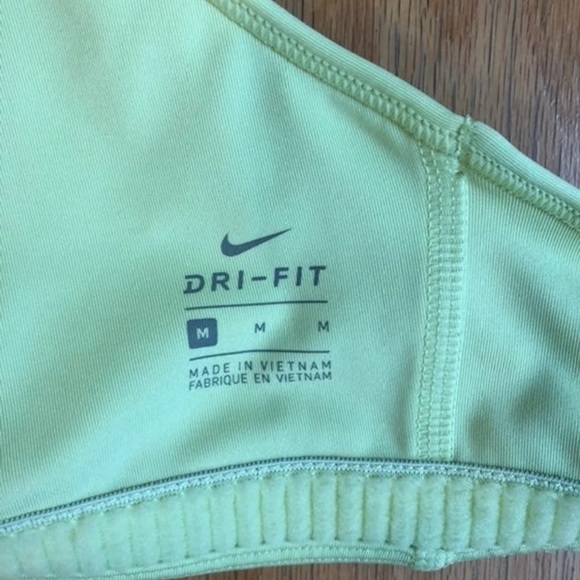 DRI-FIT
M M M
MADE IN VIETNAM
FABRIQUE EN VIETNAM